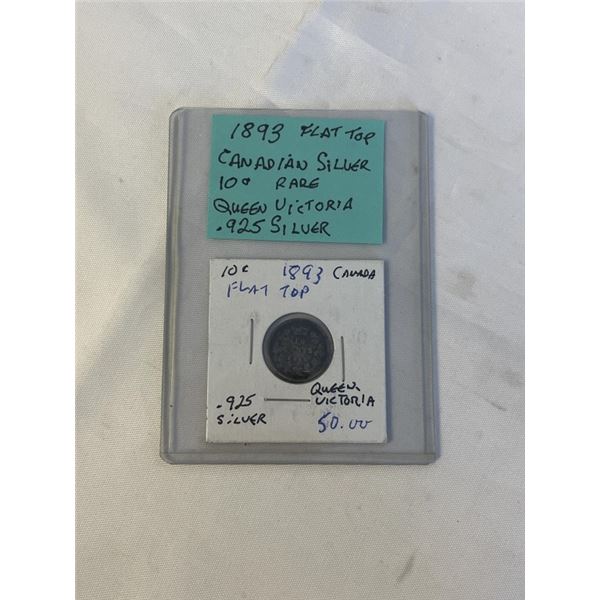 1893 FLAT TOP
CANADIAN SILVER
10¢ RARE
QUEEN VICTORIA
.925 SILVER
10¢ 1893 CANADA
FLAT TOP
.925
SILVER
QUEEN
VICTORIA
50.00